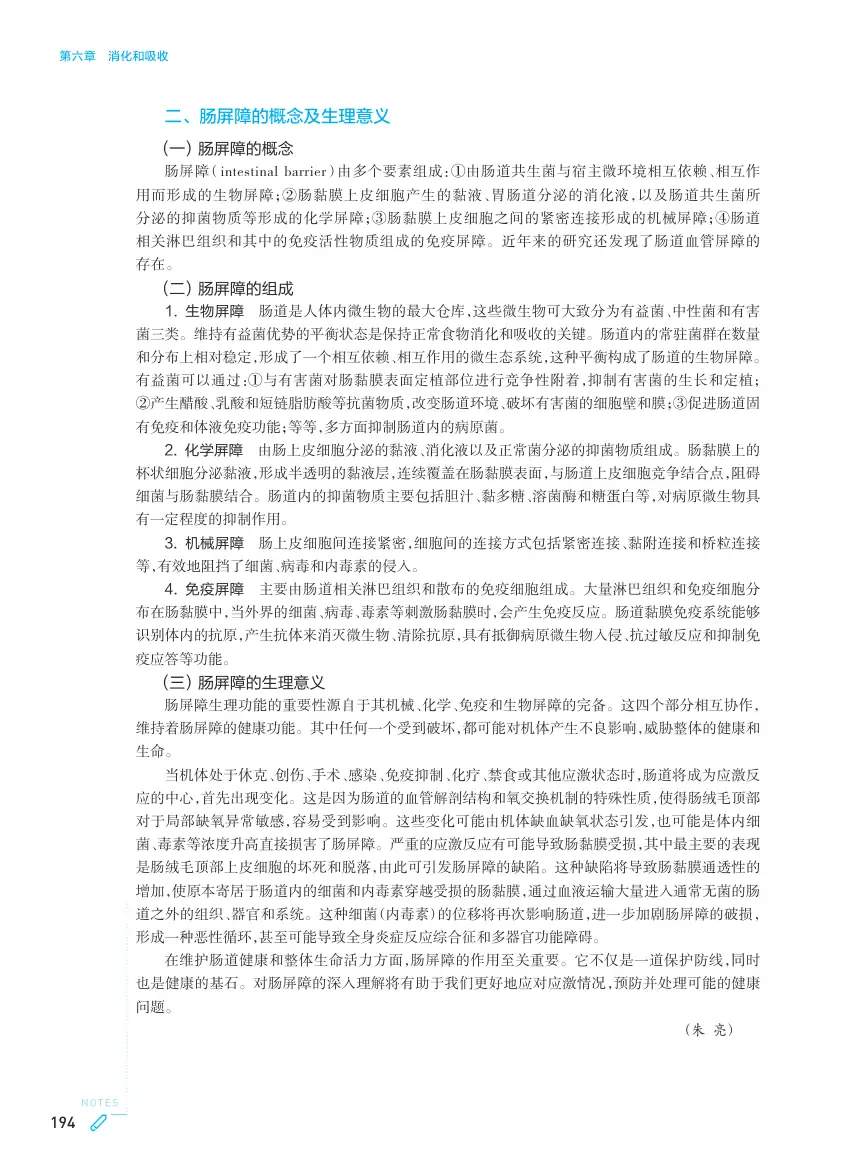 第六章　消化和吸收
二、肠屏障的概念及生理意义
（一）肠屏障的概念
肠屏障（intestinal barrier）由多个要素组成：①由肠道共生菌与宿主微环境相互依赖、相互作
用而形成的生物屏障；②肠黏膜上皮细胞产生的黏液、胃肠道分泌的消化液，以及肠道共生菌所
分泌的抑菌物质等形成的化学屏障；③肠黏膜上皮细胞之间的紧密连接形成的机械屏障；④肠道
相关淋巴组织和其中的免疫活性物质组成的免疫屏障。近年来的研究还发现了肠道血管屏障的
存在。
（二）肠屏障的组成
1. 生物屏障　肠道是人体内微生物的最大仓库，这些微生物可大致分为有益菌、中性菌和有害
菌三类。维持有益菌优势的平衡状态是保持正常食物消化和吸收的关键。肠道内的常驻菌群在数量
和分布上相对稳定，形成了一个相互依赖、相互作用的微生态系统，这种平衡构成了肠道的生物屏障。
有益菌可以通过：①与有害菌对肠黏膜表面定植部位进行竞争性附着，抑制有害菌的生长和定植；
②产生醋酸、乳酸和短链脂肪酸等抗菌物质，改变肠道环境、破坏有害菌的细胞壁和膜；③促进肠道固
有免疫和体液免疫功能；等等，多方面抑制肠道内的病原菌。
2. 化学屏障　由肠上皮细胞分泌的黏液、消化液以及正常菌分泌的抑菌物质组成。肠黏膜上的
杯状细胞分泌黏液，形成半透明的黏液层，连续覆盖在肠黏膜表面，与肠道上皮细胞竞争结合点，阻碍
细菌与肠黏膜结合。肠道内的抑菌物质主要包括胆汁、黏多糖、溶菌酶和糖蛋白等，对病原微生物具
有一定程度的抑制作用。
3. 机械屏障　肠上皮细胞间连接紧密，细胞间的连接方式包括紧密连接、黏附连接和桥粒连接
等，有效地阻挡了细菌、病毒和内毒素的侵入。
4. 免疫屏障　主要由肠道相关淋巴组织和散布的免疫细胞组成。大量淋巴组织和免疫细胞分
布在肠黏膜中，当外界的细菌、病毒、毒素等刺激肠黏膜时，会产生免疫反应。肠道黏膜免疫系统能够
识别体内的抗原，产生抗体来消灭微生物、清除抗原，具有抵御病原微生物入侵、抗过敏反应和抑制免
疫应答等功能。
（三）肠屏障的生理意义
肠屏障生理功能的重要性源自于其机械、化学、免疫和生物屏障的完备。这四个部分相互协作，
维持着肠屏障的健康功能。其中任何一个受到破坏，都可能对机体产生不良影响，威胁整体的健康和
生命。
当机体处于休克、创伤、手术、感染、免疫抑制、化疗、禁食或其他应激状态时，肠道将成为应激反
应的中心，首先出现变化。这是因为肠道的血管解剖结构和氧交换机制的特殊性质，使得肠绒毛顶部
对于局部缺氧异常敏感，容易受到影响。这些变化可能由机体缺血缺氧状态引发，也可能是体内细
菌、毒素等浓度升高直接损害了肠屏障。严重的应激反应有可能导致肠黏膜受损，其中最主要的表现
是肠绒毛顶部上皮细胞的坏死和脱落，由此可引发肠屏障的缺陷。这种缺陷将导致肠黏膜通透性的
增加，使原本寄居于肠道内的细菌和内毒素穿越受损的肠黏膜，通过血液运输大量进入通常无菌的肠
道之外的组织、器官和系统。这种细菌（内毒素）的位移将再次影响肠道，进一步加剧肠屏障的破损，
形成一种恶性循环，甚至可能导致全身炎症反应综合征和多器官功能障碍。
在维护肠道健康和整体生命活力方面，肠屏障的作用至关重要。它不仅是一道保护防线，同时
也是健康的基石。对肠屏障的深入理解将有助于我们更好地应对应激情况，预防并处理可能的健康
问题。
（朱 亮）
NOTES
194